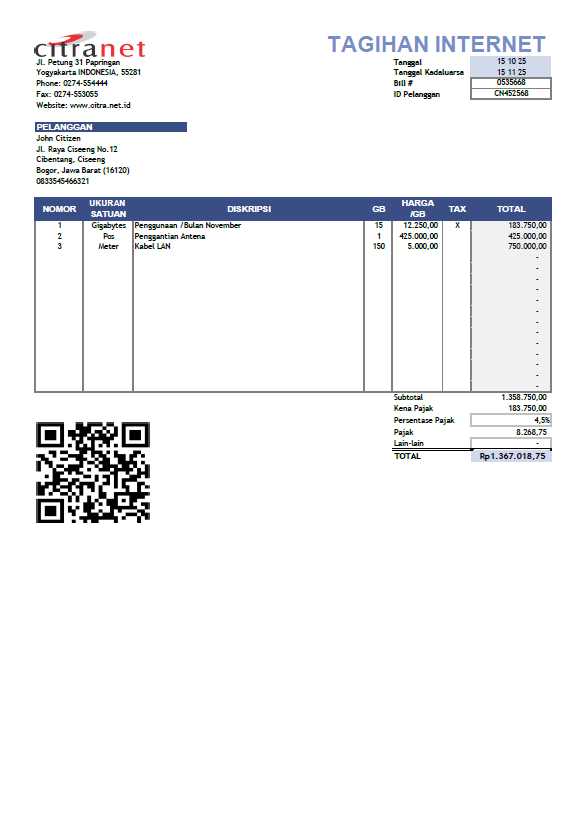 citranet
TAGIHAN INTERNET
Jl. Petung 31 Papringan
Yogyakarta INDONESIA, 55281
Phone: 0274-554444
Fax: 0274-553055
Website: www.citra.net.id
Tanggal 15 10 25
Tanggal Kadaluarsa 15 11 25
Bill # 0535668
ID Pelanggan CN452568
PELANGGAN
John Citizen
Jl. Raya Ciseeng No.12
Cibentang, Ciseeng
Bogor, Jawa Barat (16120)
0833545466321
NOMOR UKURAN SATUAN DISKRIPSI GB HARGA /GB TAX TOTAL
1 Gigabytes Penggunaan /Bulan November 15 12.250,00 X 183.750,00
2 Pcs Penggantian Antena 1 425.000,00 425.000,00
3 Meter Kabel LAN 150 5.000,00 750.000,00
-
-
-
-
-
-
-
-
-
-
-
-
-
Subtotal 1.358.750,00
Kena Pajak 183.750,00
Persentase Pajak 4,5%
Pajak 8.268,75
Lain-lain -
TOTAL Rp1.367.018,75